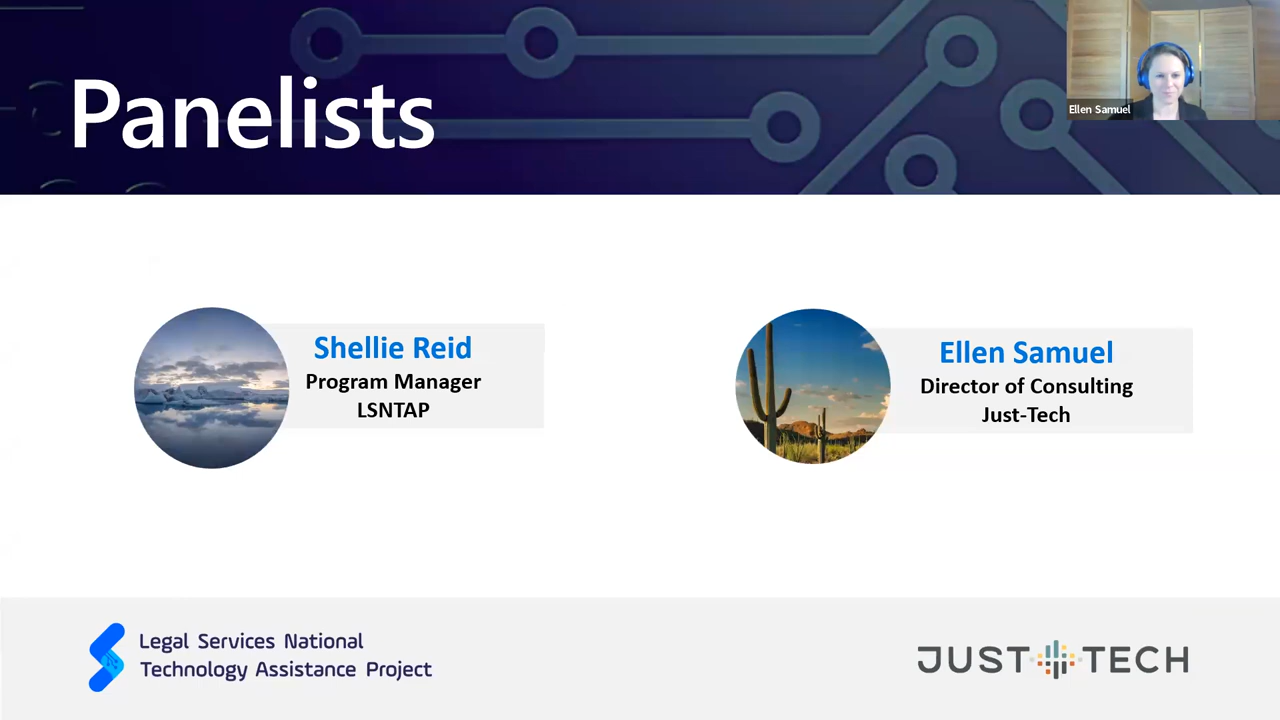 Panelists
Ellen Samuel
Shellie Reid
Program Manager
LSNTAP
Ellen Samuel
Director of Consulting
Just-Tech
Legal Services National
Technology Assistance Project
JUST TECH